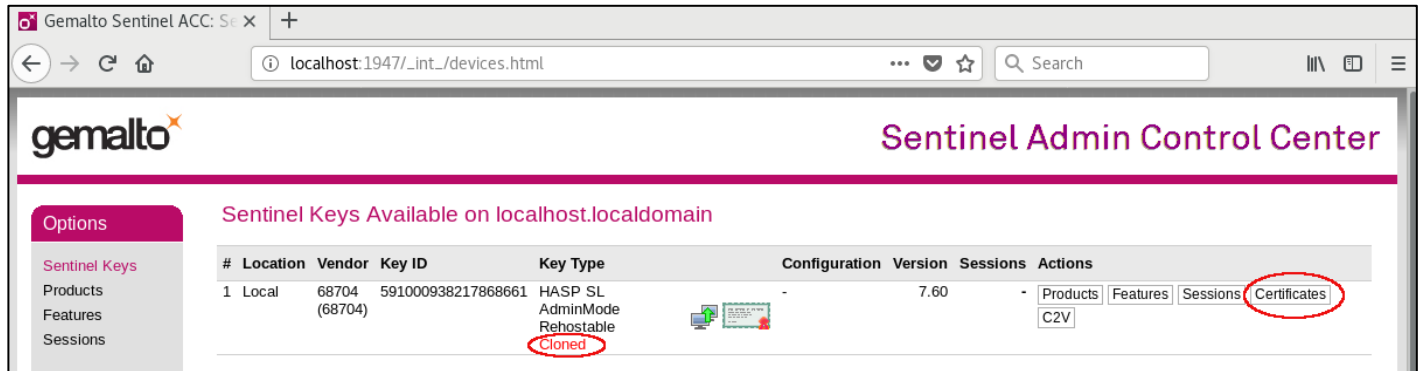 Gemalto Sentinel ACC: Se
localhost:1947/_int_/devices.html
Search
gemalto
Sentinel Admin Control Center
Options
Sentinel Keys
Products
Features
Sessions
Sentinel Keys Available on localhost.localdomain
# Location Vendor Key ID Key Type Configuration Version Sessions Actions
1 Local 68704 591000938217868661 HASP SL - 7.60 - Products Features Sessions Certificates
(68704) AdminMode C2V
Rehostable
Cloned